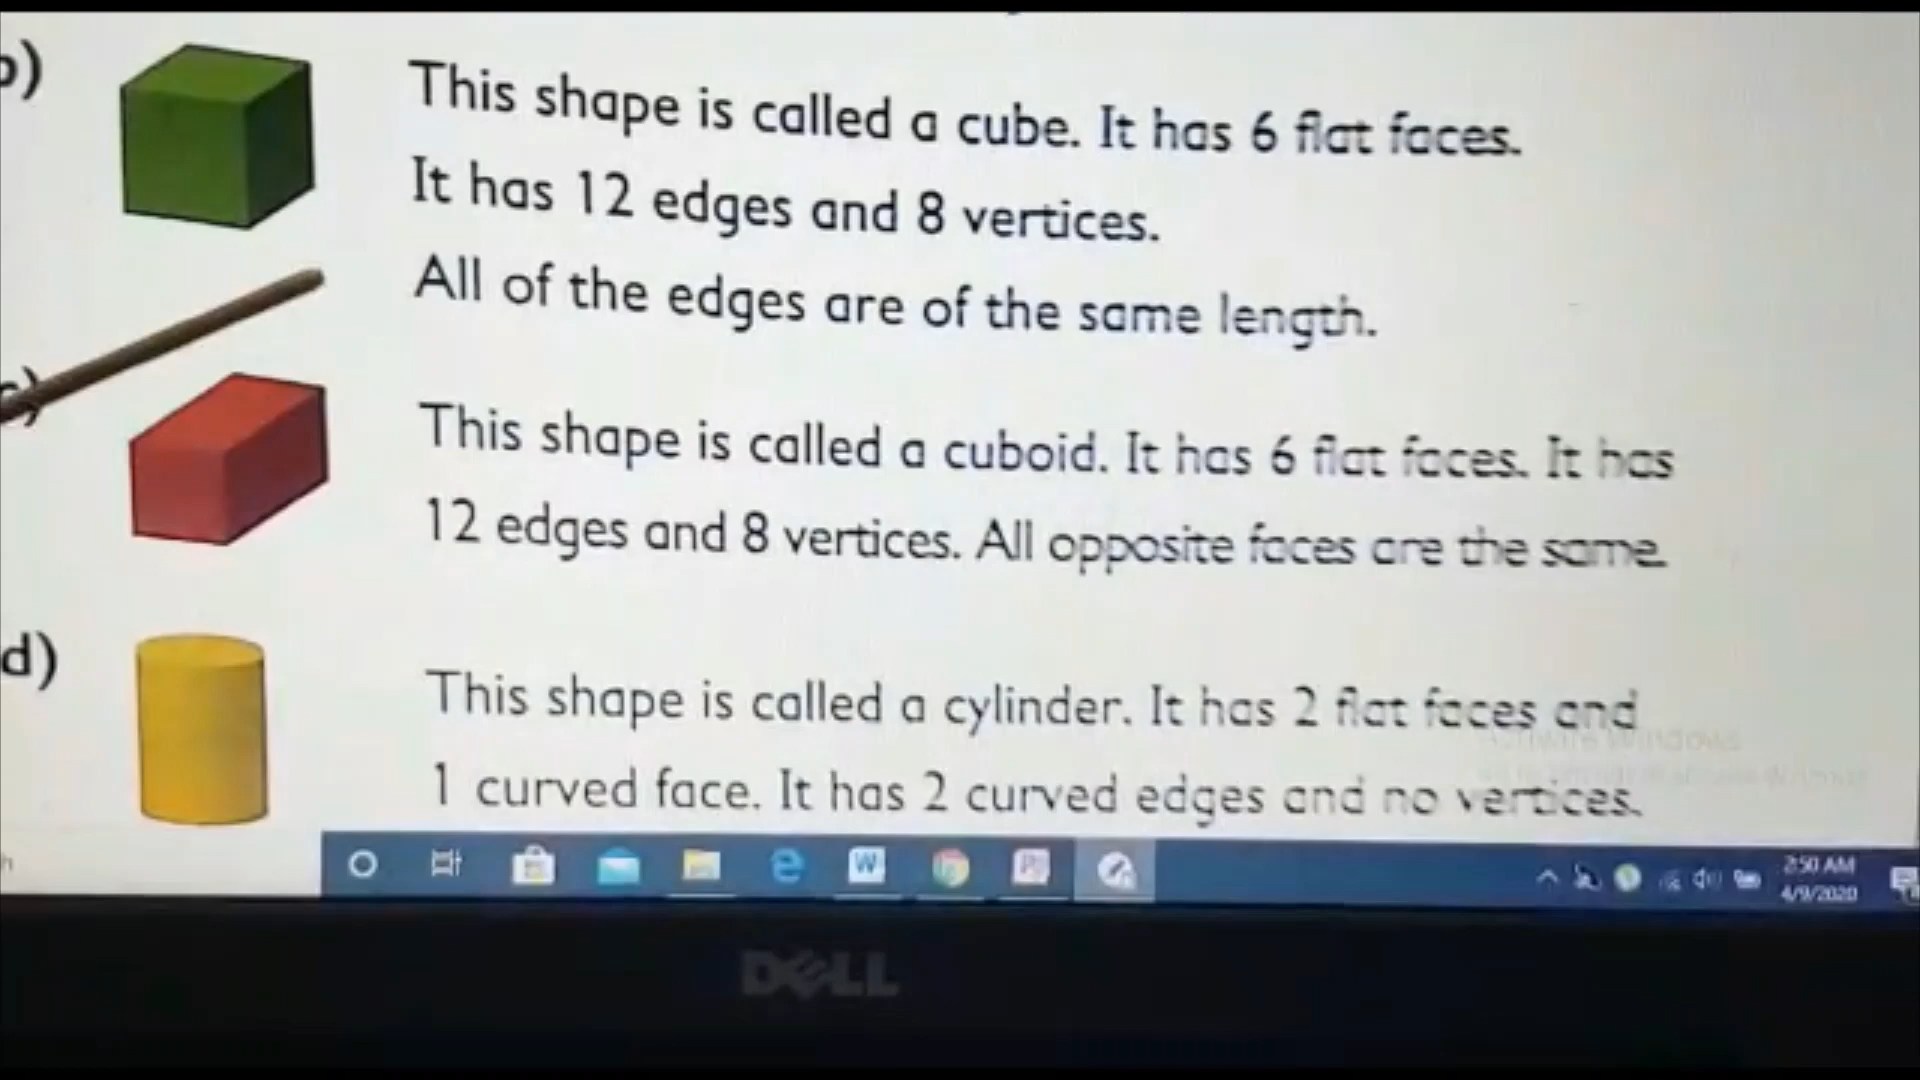 b)
This shape is called a cube. It has 6 flat faces.
It has 12 edges and 8 vertices.
All of the edges are of the same length.
c)
This shape is called a cuboid. It has 6 flat faces. It has
12 edges and 8 vertices. All opposite faces are the same.
d)
This shape is called a cylinder. It has 2 flat faces and
1 curved face. It has 2 curved edges and no vertices.
Activate Windows
2:50 AM
4/9/2020
DELL